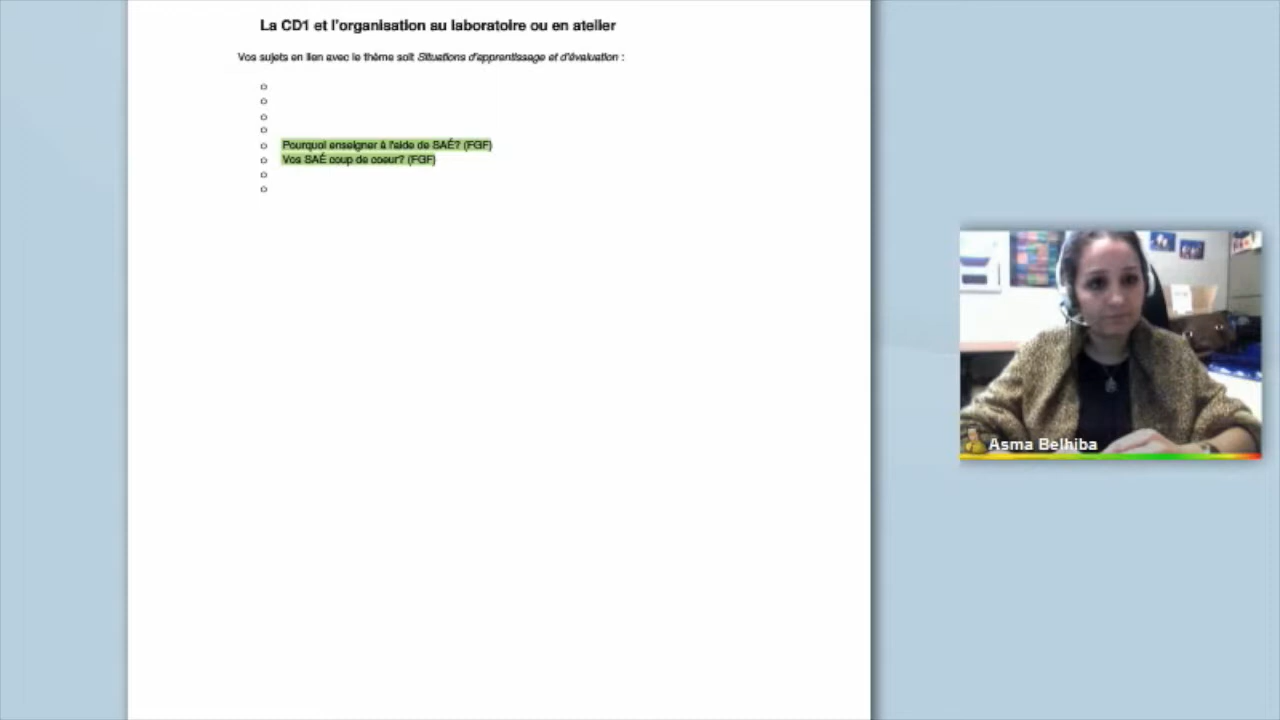 La CD1 et l'organisation au laboratoire ou en atelier
Vos sujets en lien avec le thème soit Situations d'apprentissage et d'évaluation :
Pourquoi enseigner à l'aide de SAÉ? (FGF)
Vos SAÉ coup de coeur? (FGF)
Asma Belhiba